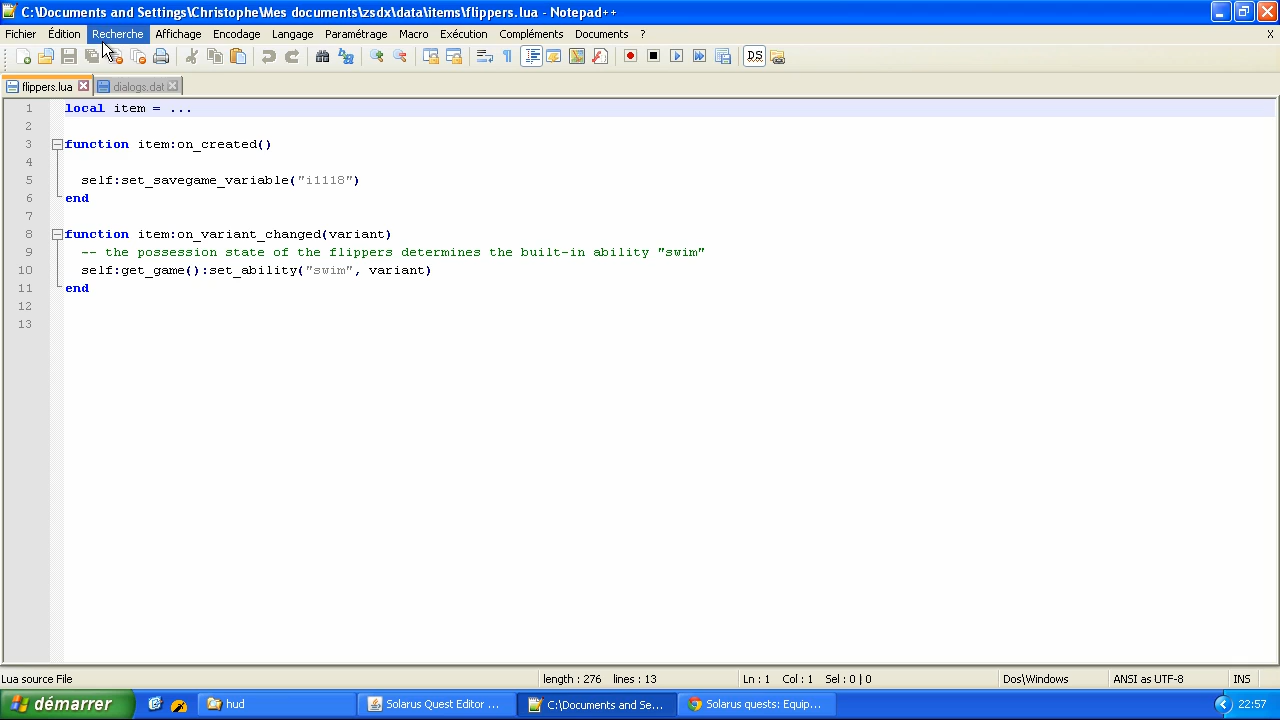 C:\Documents and Settings\Christophe\Mes documents\zsdx\data\items\flippers.lua - Notepad++
Fichier Édition Recherche Affichage Encodage Langage Paramétrage Macro Exécution Compléments Documents ? X
DS
flippers.lua dialogs.dat
1 local item = ...
2
3 function item:on_created()
4
5 self:set_savegame_variable("i1118")
6 end
7
8 function item:on_variant_changed(variant)
9 -- the possession state of the flippers determines the built-in ability "swim"
10 self:get_game():set_ability("swim", variant)
11 end
12
13
Lua source File length : 276 lines : 13 Ln : 1 Col : 1 Sel : 0 | 0 Dos\Windows ANSI as UTF-8 INS
démarrer hud Solarus Quest Editor ... C:\Documents and Se... Solarus quests: Equip... 22:57